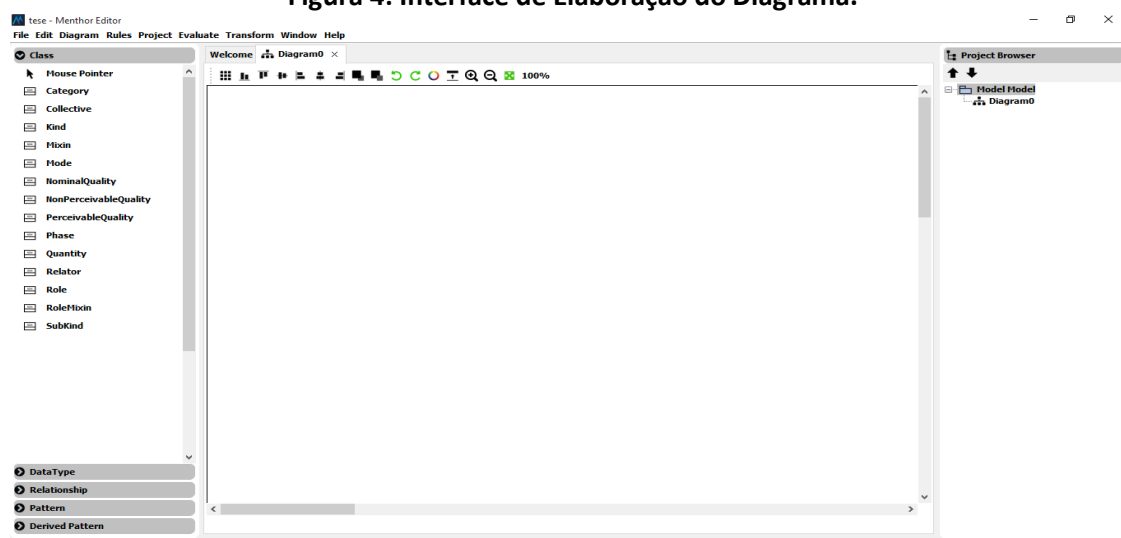 Figura 4: Interface de Elaboração do Diagrama.
tese - Menthor Editor
File Edit Diagram Rules Project Evaluate Transform Window Help
Class
Mouse Pointer
Category
Collective
Kind
Mixin
Mode
NominalQuality
NonPerceivableQuality
PerceivableQuality
Phase
Quantity
Relator
Role
RoleMixin
SubKind
DataType
Relationship
Pattern
Derived Pattern
Welcome Diagram0
100%
Project Browser
Model Model
Diagram0